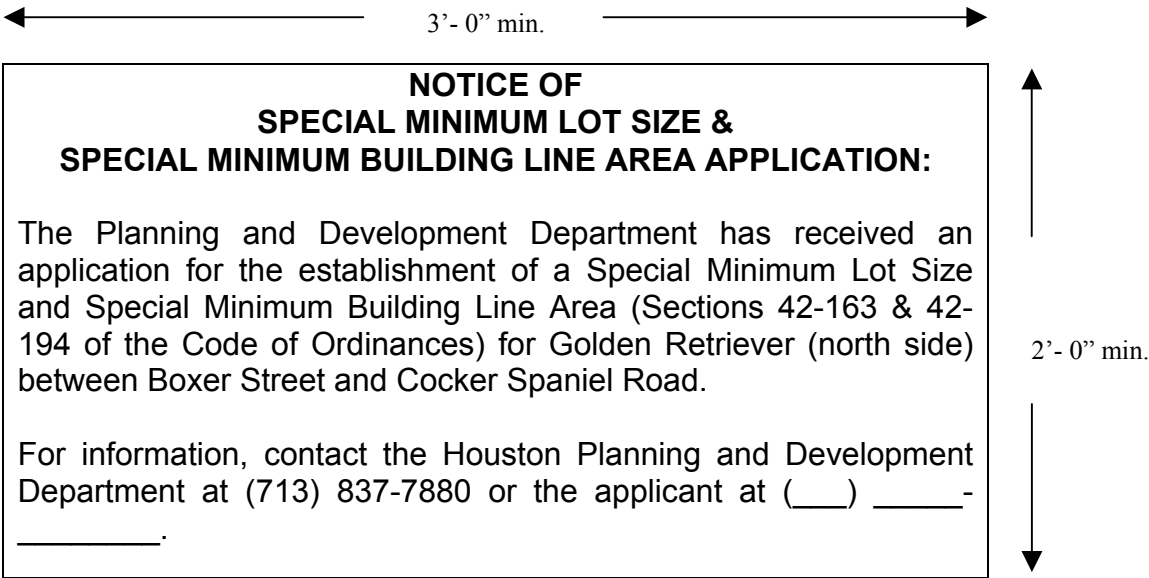 3’- 0” min.
NOTICE OF
SPECIAL MINIMUM LOT SIZE &
SPECIAL MINIMUM BUILDING LINE AREA APPLICATION:
The Planning and Development Department has received an
application for the establishment of a Special Minimum Lot Size
and Special Minimum Building Line Area (Sections 42-163 & 42-
194 of the Code of Ordinances) for Golden Retriever (north side)
between Boxer Street and Cocker Spaniel Road.
2’- 0” min.
For information, contact the Houston Planning and Development
Department at (713) 837-7880 or the applicant at (___) _____-
________.